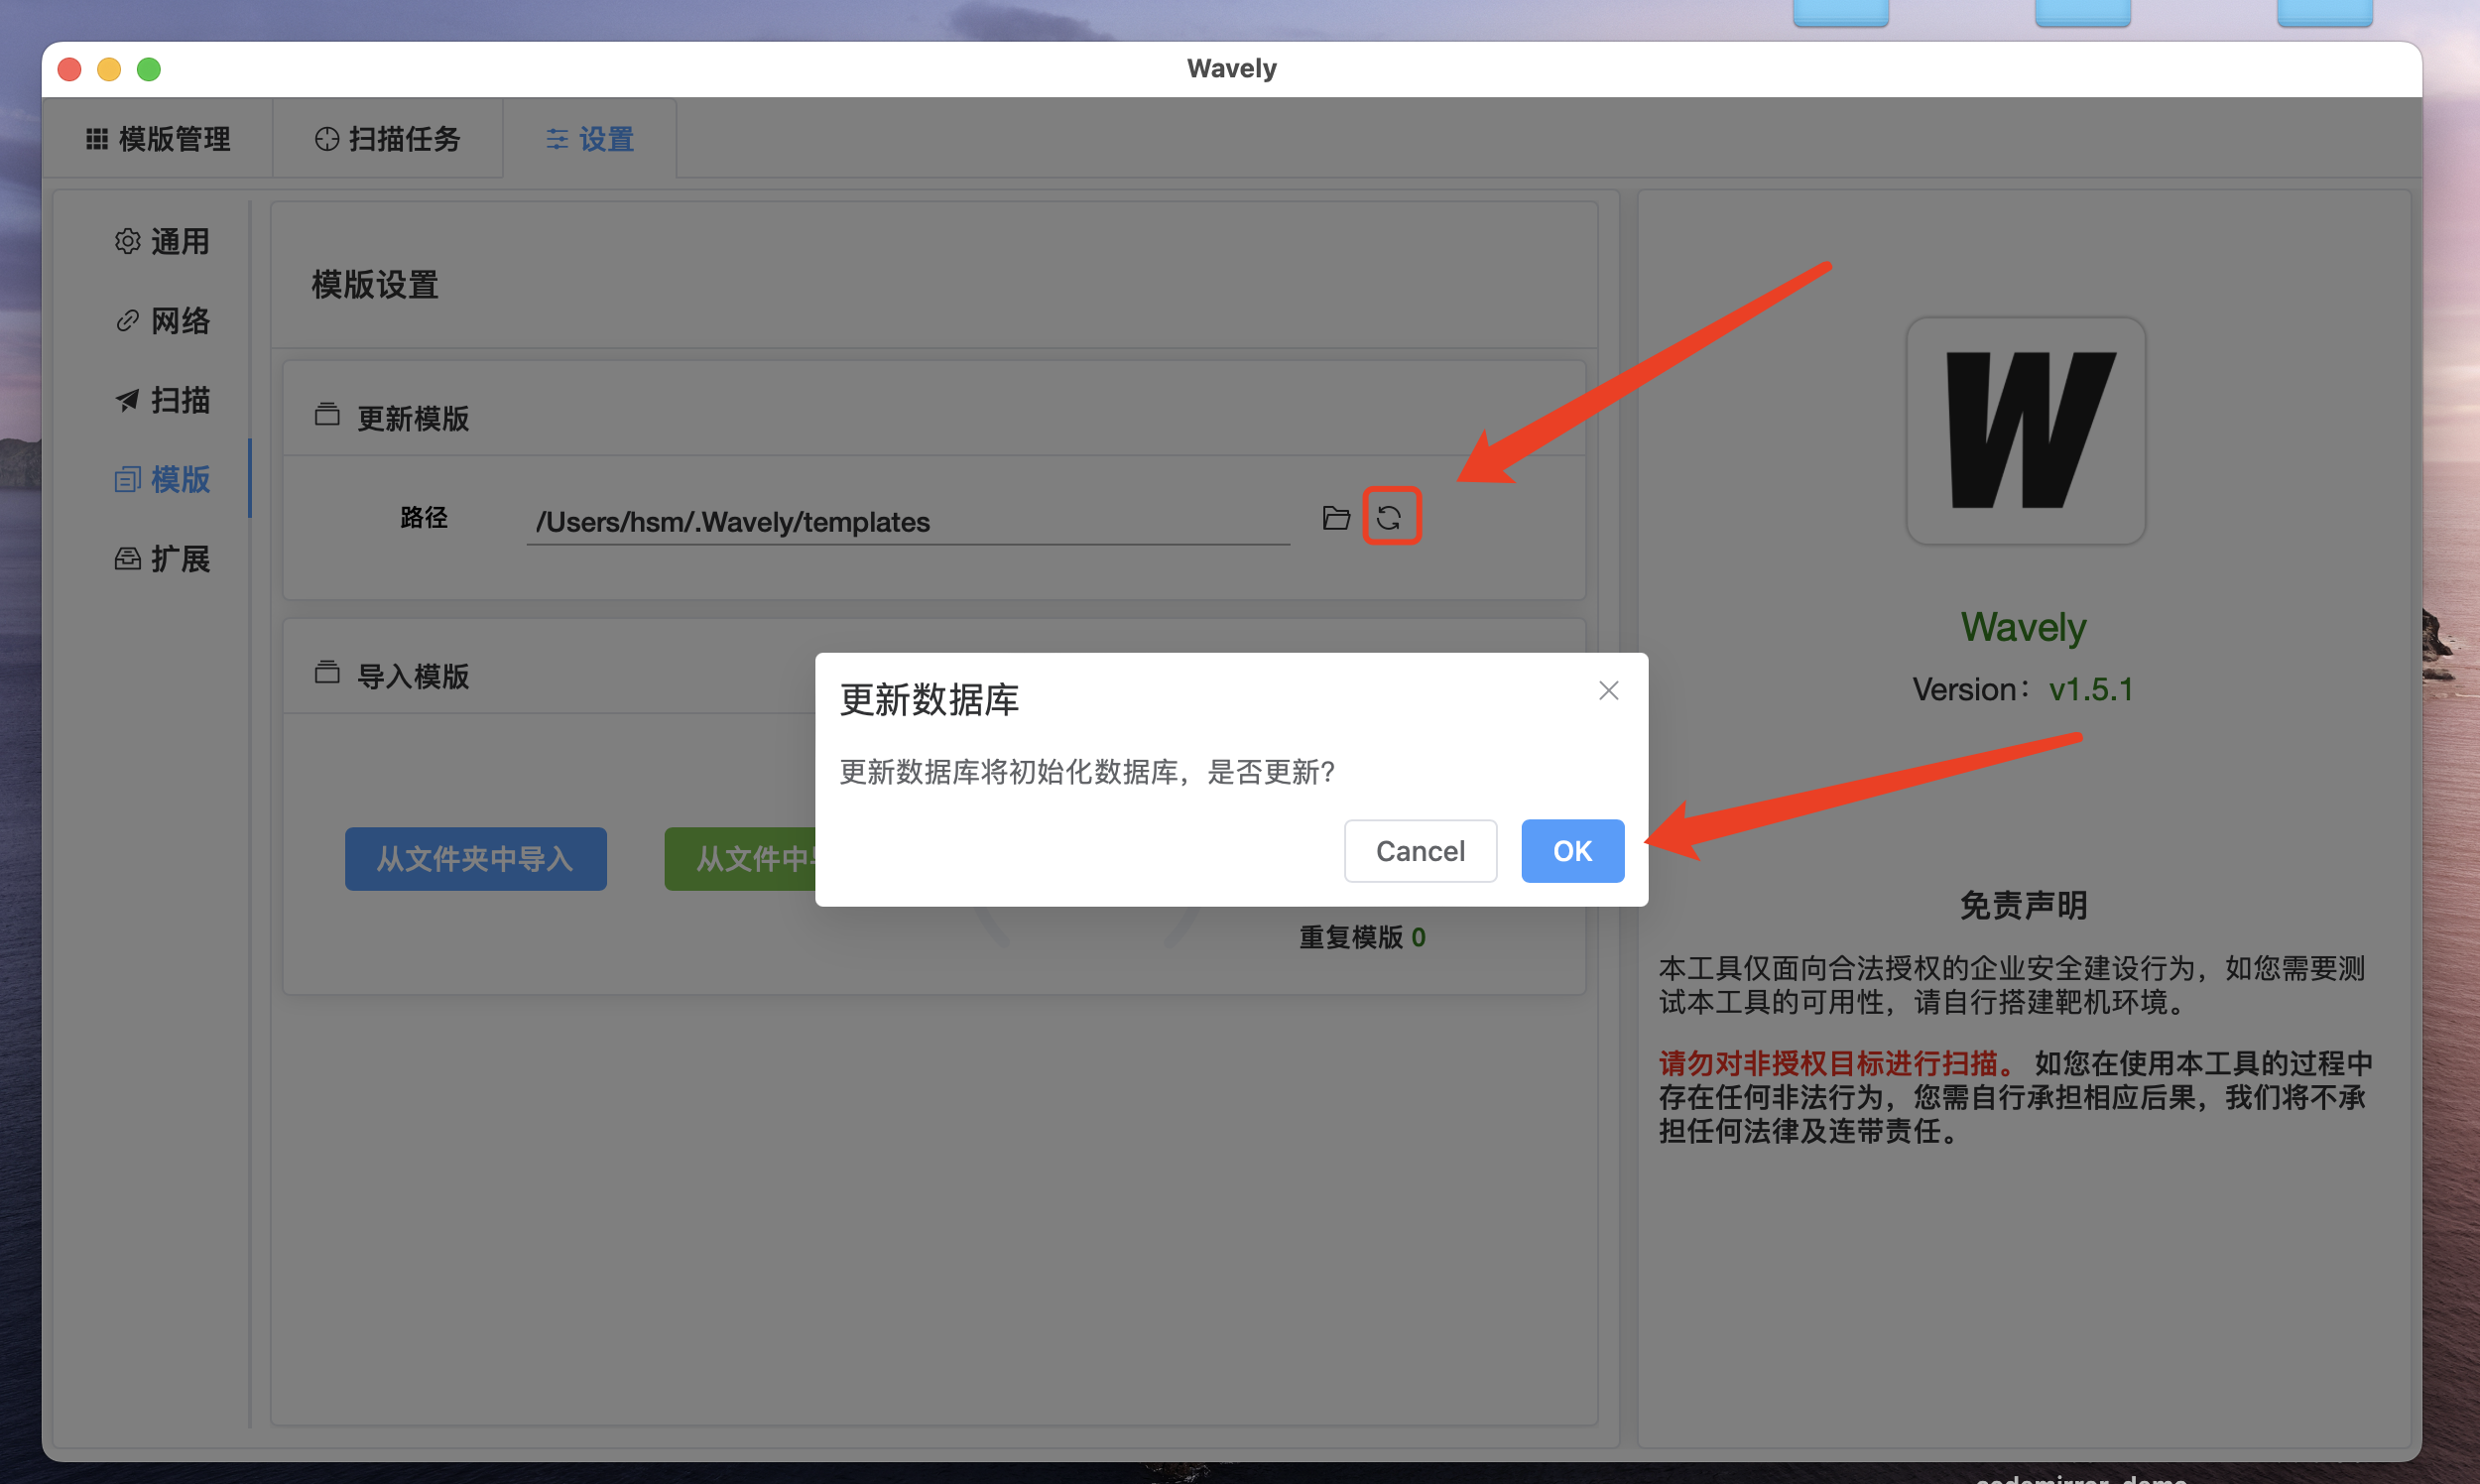 Wavely
模版管理
扫描任务
设置
通用
网络
扫描
模版
扩展
模版设置
更新模版
路径
/Users/hsm/.Wavely/templates
导入模版
从文件夹中导入
从文件中
重复模版 0
更新数据库
更新数据库将初始化数据库，是否更新?
Cancel
OK
W
Wavely
Version：v1.5.1
免责声明
本工具仅面向合法授权的企业安全建设行为，如您需要测
试本工具的可用性，请自行搭建靶机环境。
请勿对非授权目标进行扫描。 如您在使用本工具的过程中
存在任何非法行为，您需自行承担相应后果，我们将不承
担任何法律及连带责任。